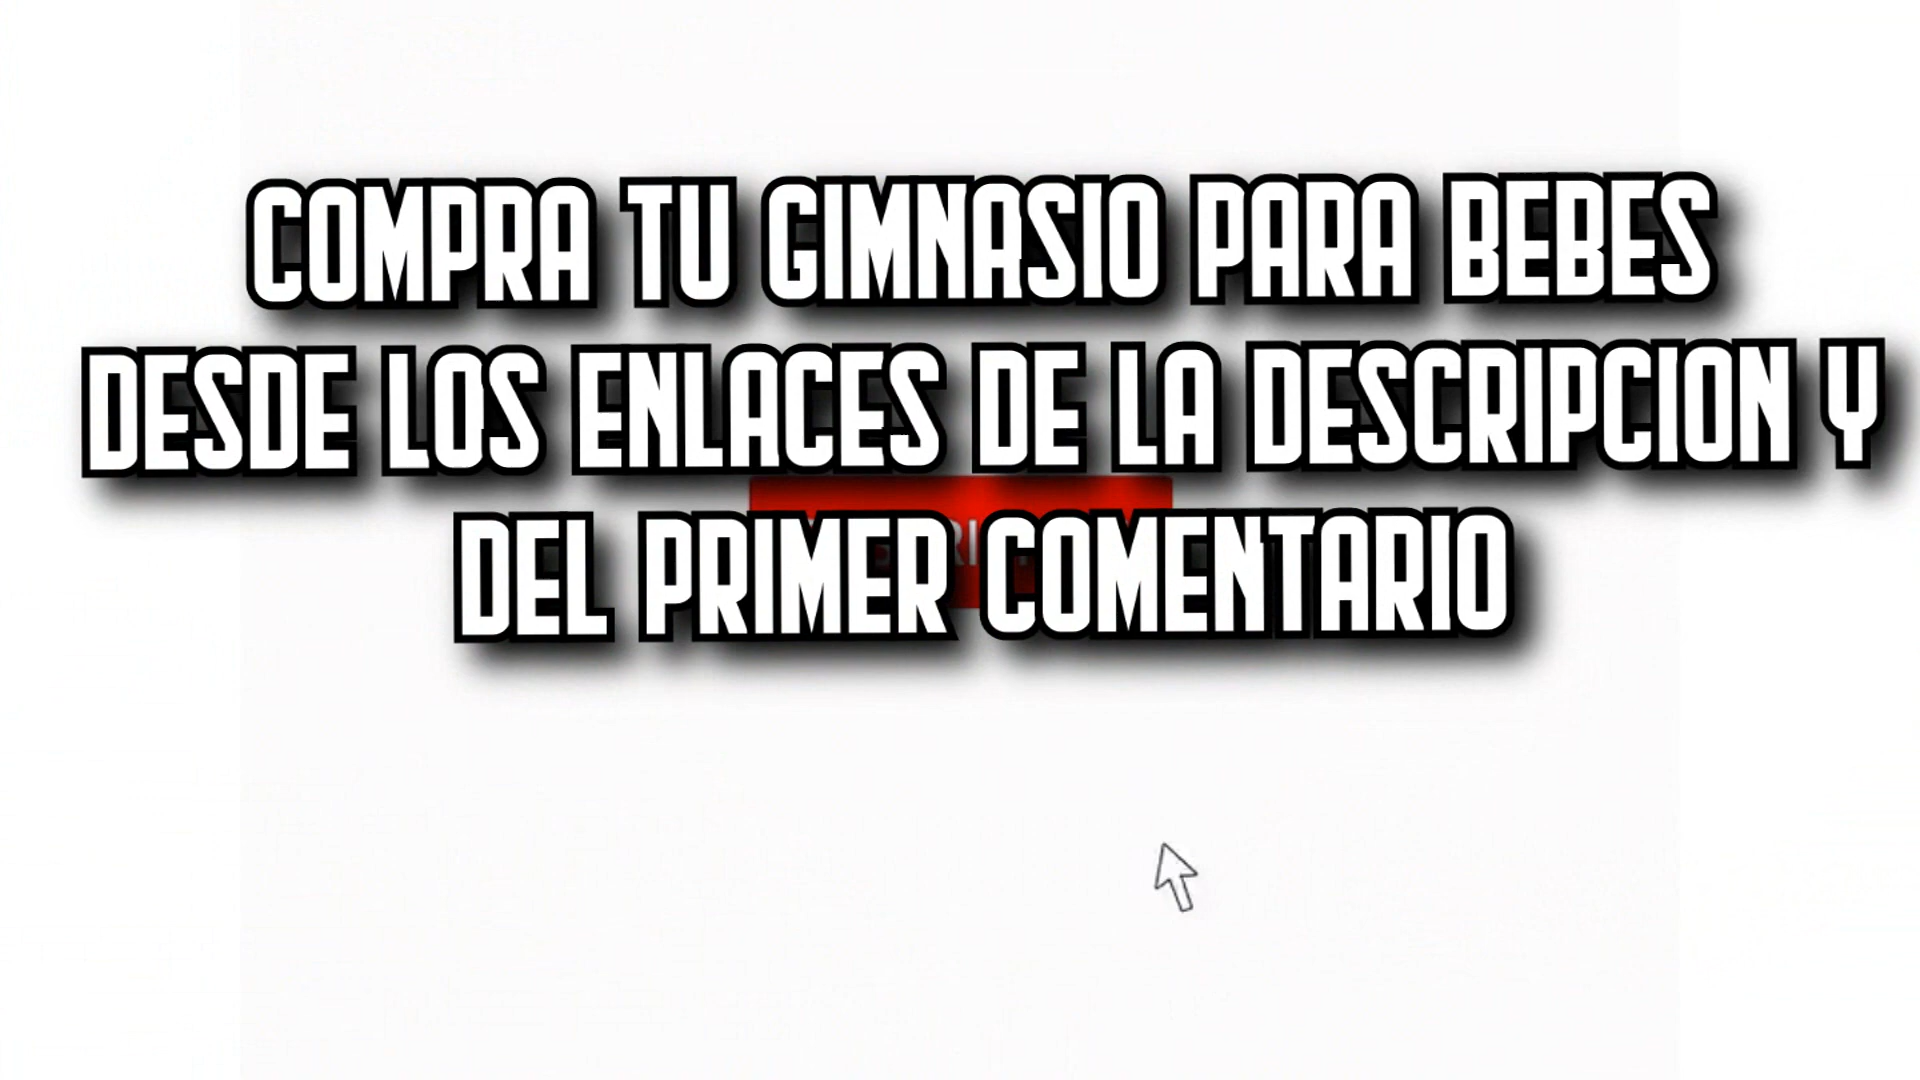 COMPRA TU GIMNASIO PARA BEBES
DESDE LOS ENLACES DE LA DESCRIPCION Y
DEL PRIMER COMENTARIO